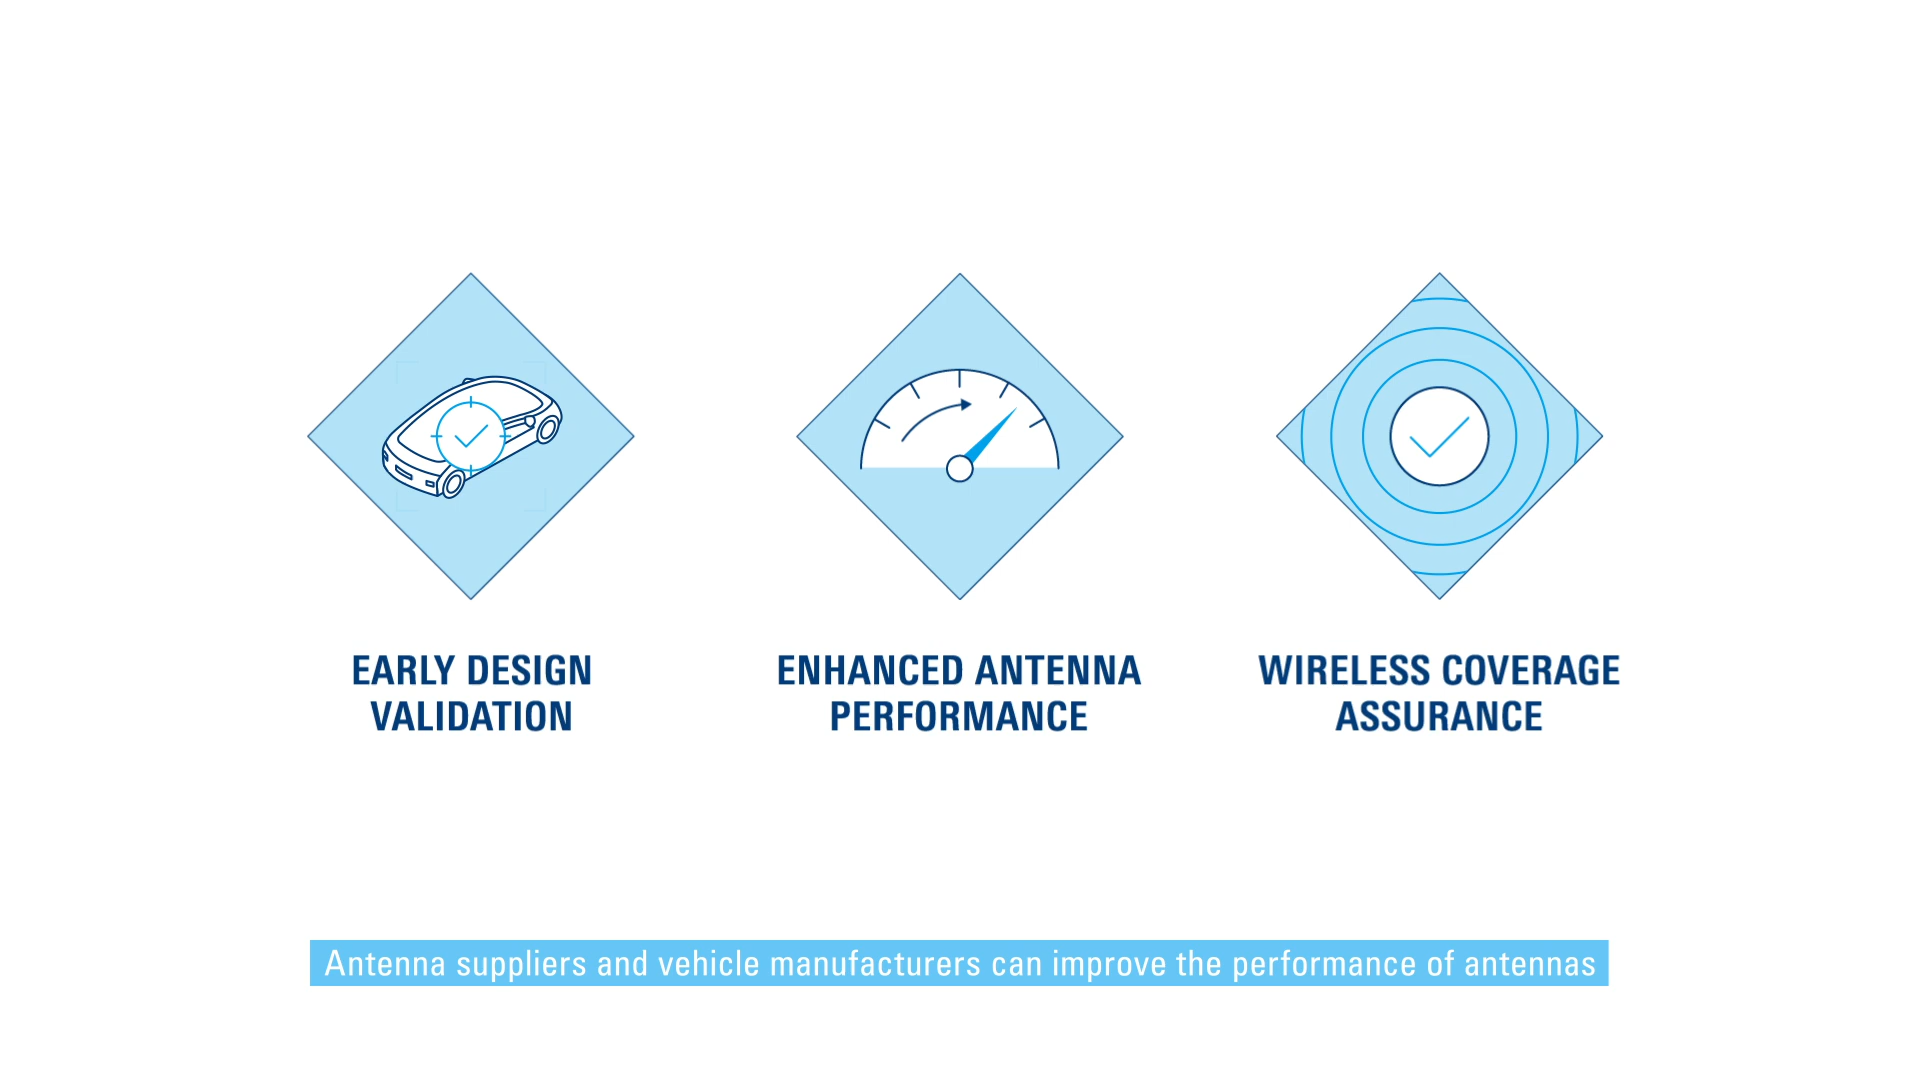 EARLY DESIGN
VALIDATION
ENHANCED ANTENNA
PERFORMANCE
WIRELESS COVERAGE
ASSURANCE
Antenna suppliers and vehicle manufacturers can improve the performance of antennas